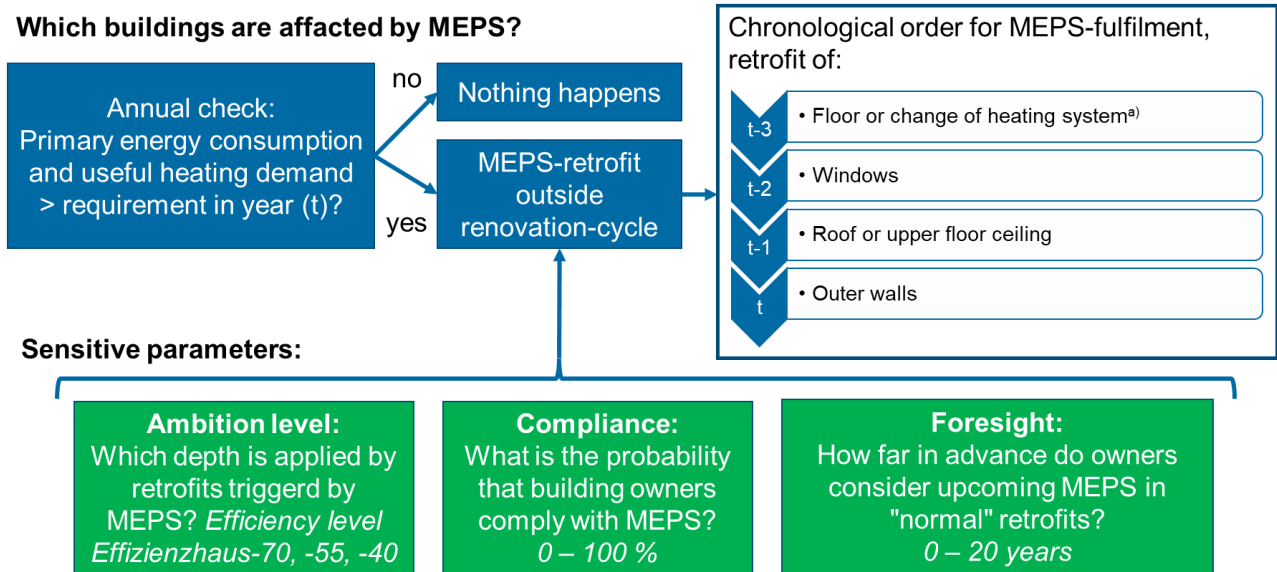 Which buildings are affected by MEPS?
Annual check:
Primary energy consumption
and useful heating demand
> requirement in year (t)?
no
yes
Nothing happens
MEPS-retrofit
outside
renovation-cycle
Chronological order for MEPS-fulfilment,
retrofit of:
t-3
• Floor or change of heating systemᵃ⁾
t-2
• Windows
t-1
• Roof or upper floor ceiling
t
• Outer walls
Sensitive parameters:
Ambition level:
Which depth is applied by
retrofits triggerd by
MEPS? Efficiency level
Effizienzhaus-70, -55, -40
Compliance:
What is the probability
that building owners
comply with MEPS?
0 – 100 %
Foresight:
How far in advance do owners
consider upcoming MEPS in
"normal" retrofits?
0 – 20 years